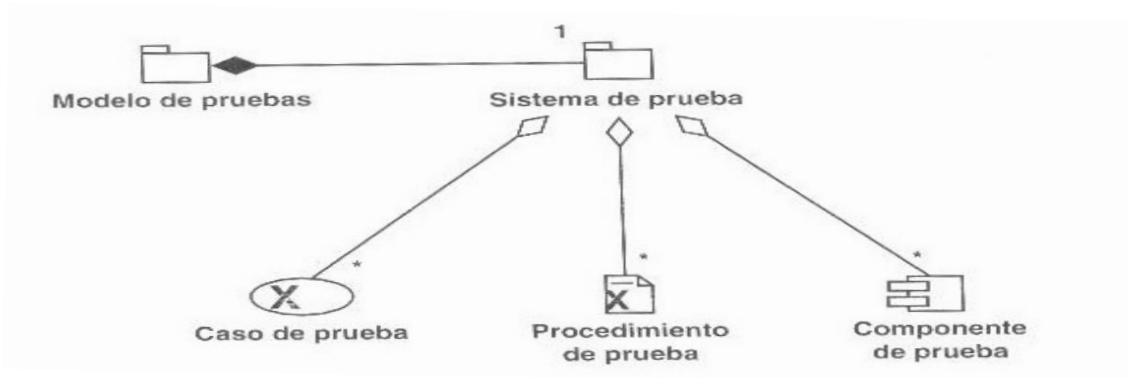 1
Modelo de pruebas
Sistema de prueba
*
*
*
X
X
Caso de prueba
Procedimiento
de prueba
Componente
de prueba